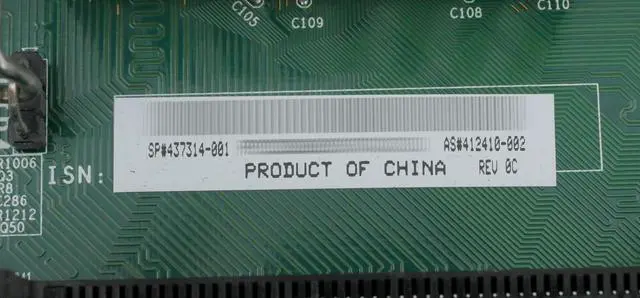 C105
C109
C108
C110
SP#437314-001
AS#412410-002
PRODUCT OF CHINA
REV 0C
ISN:
R1006
Q3
R8
C286
R1212
Q50